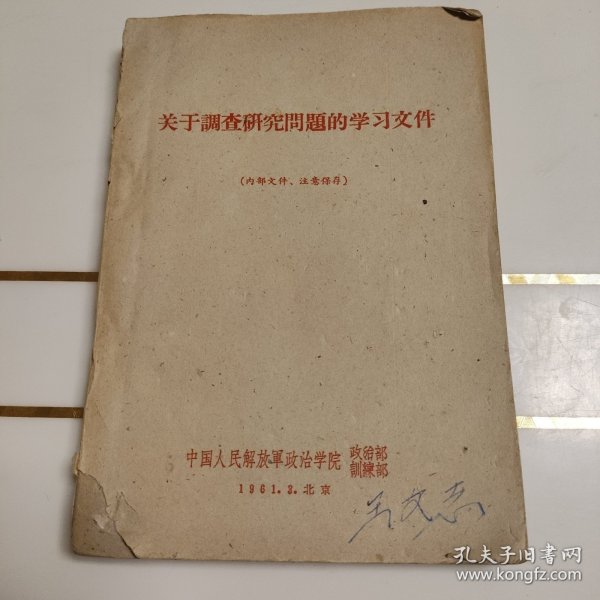 关于調查研究問題的学习文件
(内部文件、注意保存)
中国人民解放軍政治学院 政治部
訓練部
1961.3.北京
孔夫子旧書网
www.kongfz.com